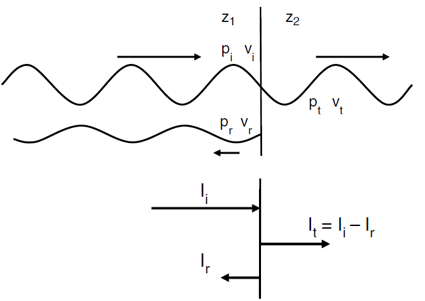 z₁ z₂
pᵢ vᵢ
pₜ vₜ
pᵣ vᵣ
Iᵢ
Iₜ = Iᵢ – Iᵣ
Iᵣ